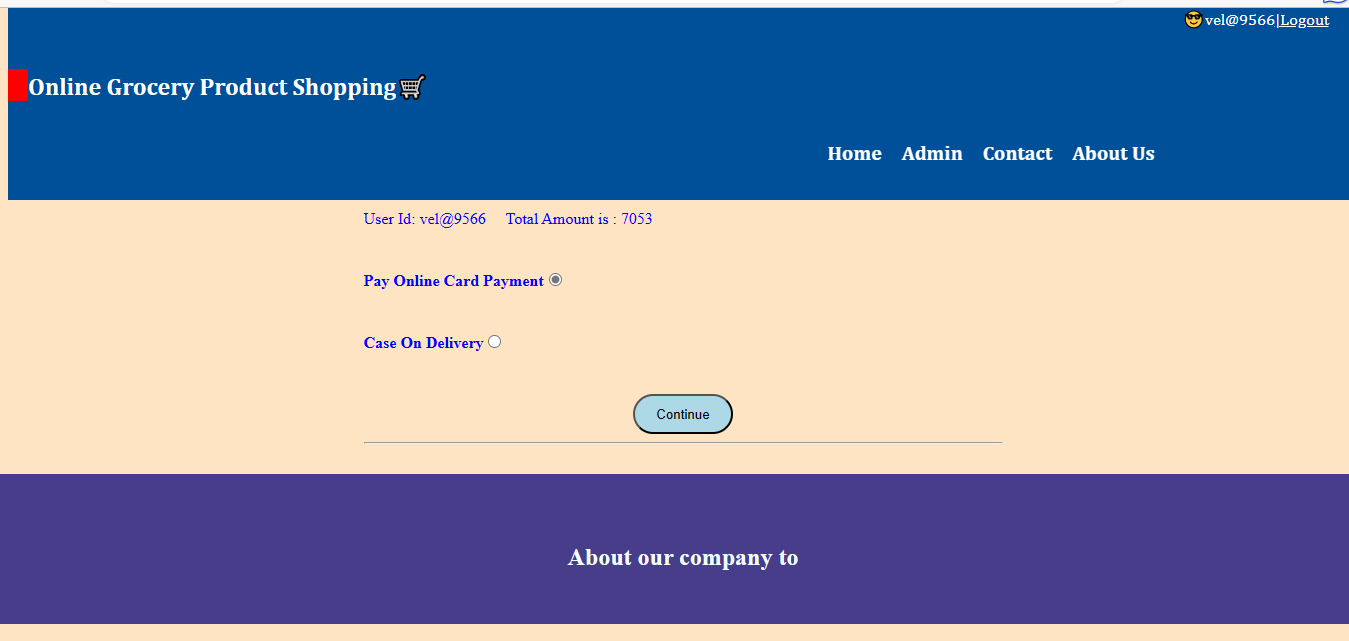 😎 vel@9566|Logout
Online Grocery Product Shopping🛒
Home Admin Contact About Us
User Id: vel@9566 Total Amount is : 7053
Pay Online Card Payment
Case On Delivery
Continue
About our company to